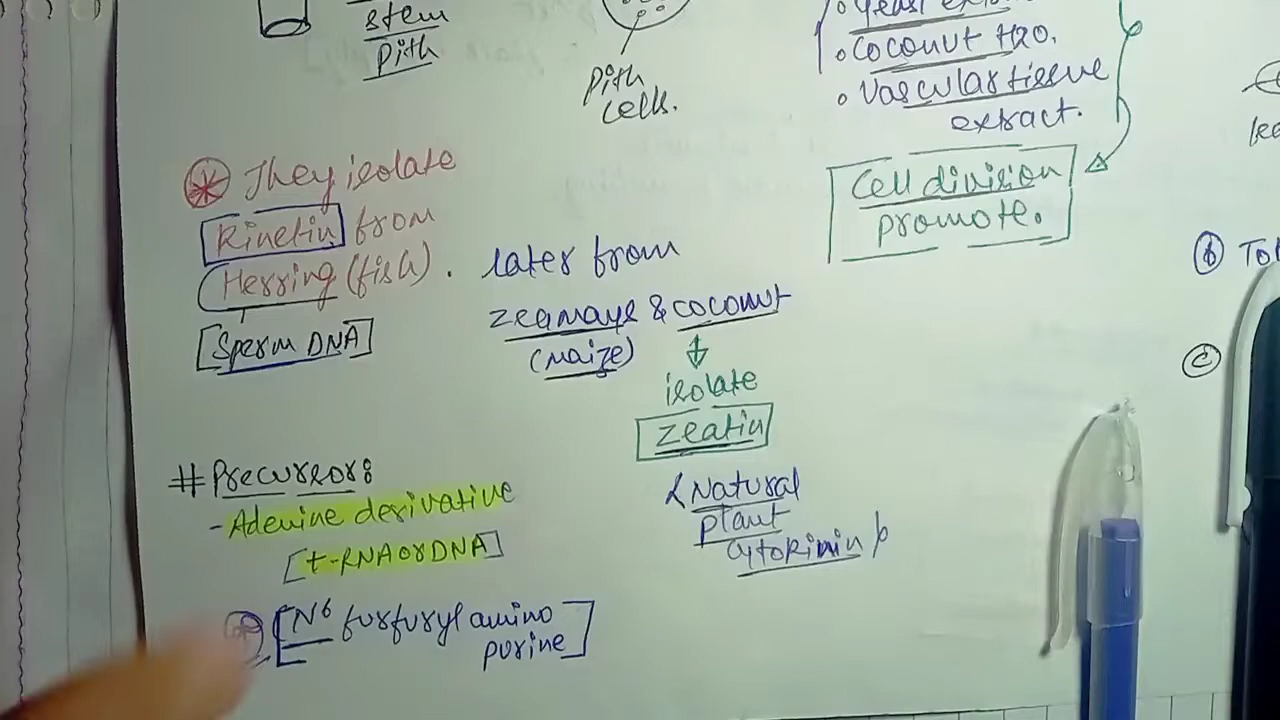 stem
pith
pith
cells.
Yeast
Coconut H2O.
Vascular tissue
extract.
Cell division
promote.
They isolate
Kinetin from
Herring (fish).
[Sperm DNA]
later from
zeamaye & coconut
(maize)
isolate
Zeatin
Natural
plant
cytokinin
# Precursor:
- Adenine derivative
[t-RNA or DNA]
[N6 furfuryl amino
purine]
(b)
(c)